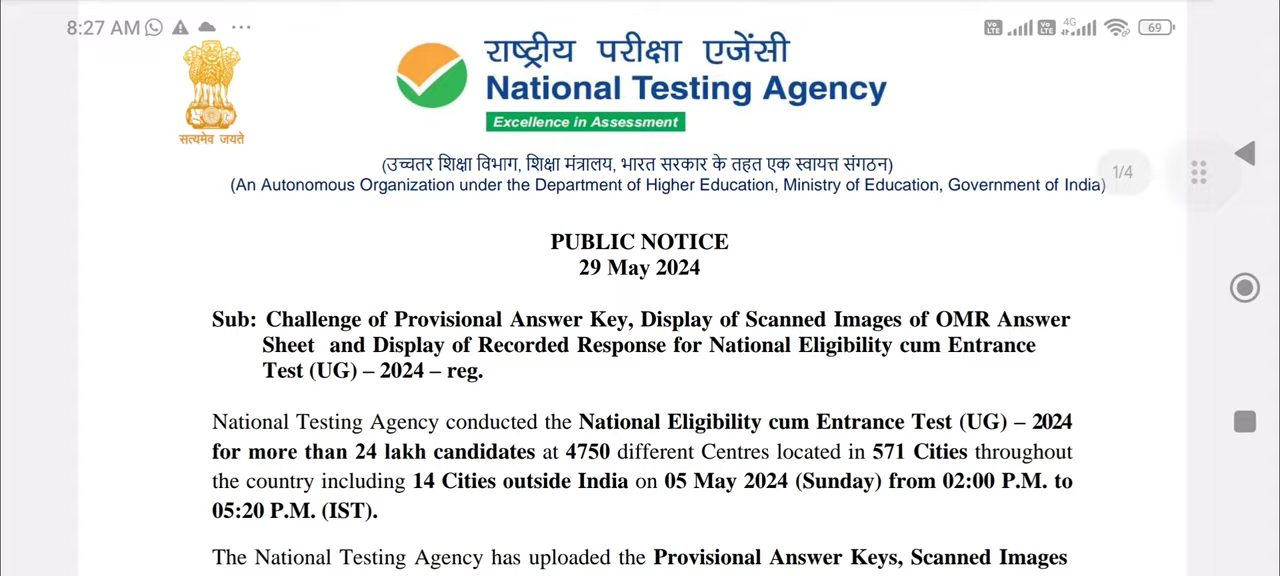 8:27 AM
4G
69
राष्ट्रीय परीक्षा एजेंसी
National Testing Agency
Excellence in Assessment
सत्यमेव जयते
(उच्चतर शिक्षा विभाग, शिक्षा मंत्रालय, भारत सरकार के तहत एक स्वायत्त संगठन)
(An Autonomous Organization under the Department of Higher Education, Ministry of Education, Government of India)
1/4
PUBLIC NOTICE
29 May 2024
Sub: Challenge of Provisional Answer Key, Display of Scanned Images of OMR Answer
Sheet and Display of Recorded Response for National Eligibility cum Entrance
Test (UG) – 2024 – reg.
National Testing Agency conducted the National Eligibility cum Entrance Test (UG) – 2024
for more than 24 lakh candidates at 4750 different Centres located in 571 Cities throughout
the country including 14 Cities outside India on 05 May 2024 (Sunday) from 02:00 P.M. to
05:20 P.M. (IST).
The National Testing Agency has uploaded the Provisional Answer Keys, Scanned Images